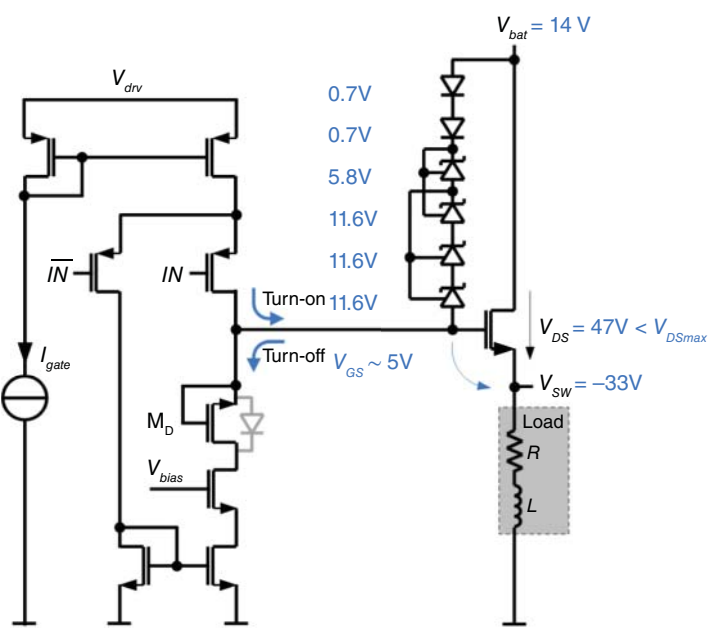 V_bat = 14 V
V_drv
0.7V
0.7V
5.8V
11.6V
11.6V
11.6V
I̅N̅
IN
Turn-on
Turn-off
V_GS ~ 5V
V_DS = 47V < V_DSmax
I_gate
V_SW = –33V
M_D
Load
R
V_bias
L